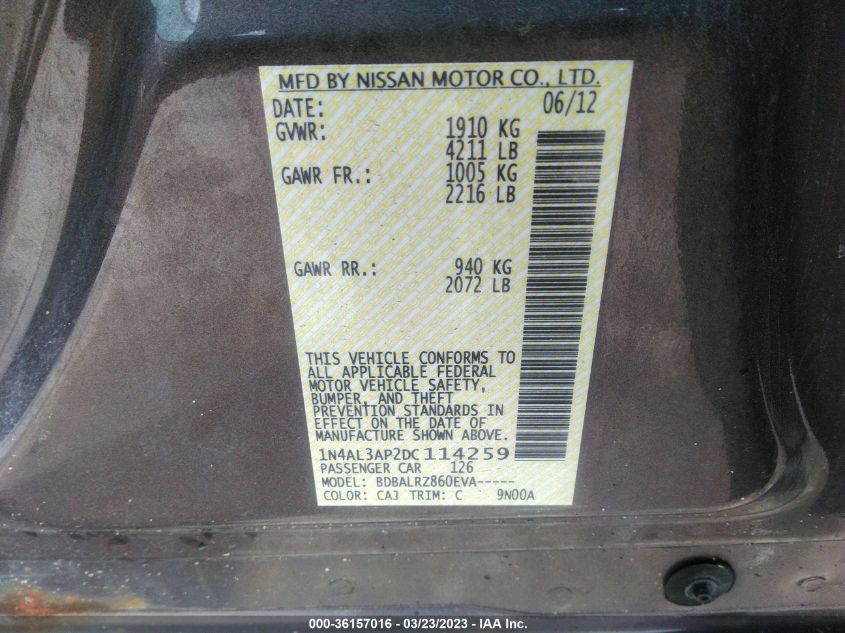 MFD BY NISSAN MOTOR CO., LTD.
DATE: 06/12
GVWR: 1910 KG
4211 LB
GAWR FR.: 1005 KG
2216 LB
GAWR RR.: 940 KG
2072 LB
THIS VEHICLE CONFORMS TO
ALL APPLICABLE FEDERAL
MOTOR VEHICLE SAFETY,
BUMPER, AND THEFT
PREVENTION STANDARDS IN
EFFECT ON THE DATE OF
MANUFACTURE SHOWN ABOVE.
1N4AL3AP2DC114259
PASSENGER CAR 126
MODEL: BDBALRZ860EVA-----
COLOR: CAJ TRIM: C 9N00A
000-36157016 - 03/23/2023 - IAA Inc.